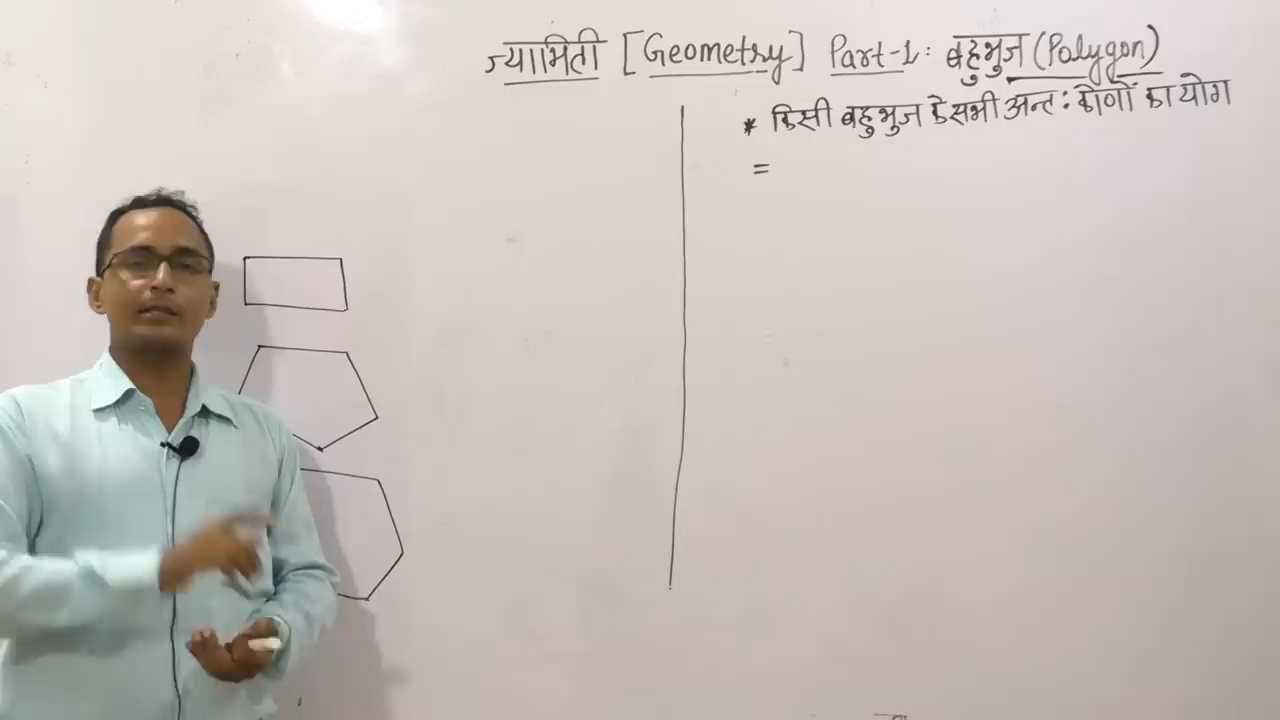 ज्यामिती [Geometry] Part-1: बहुभुज (Polygon)
* किसी बहुभुज के सभी अन्त: कोणों का योग
=